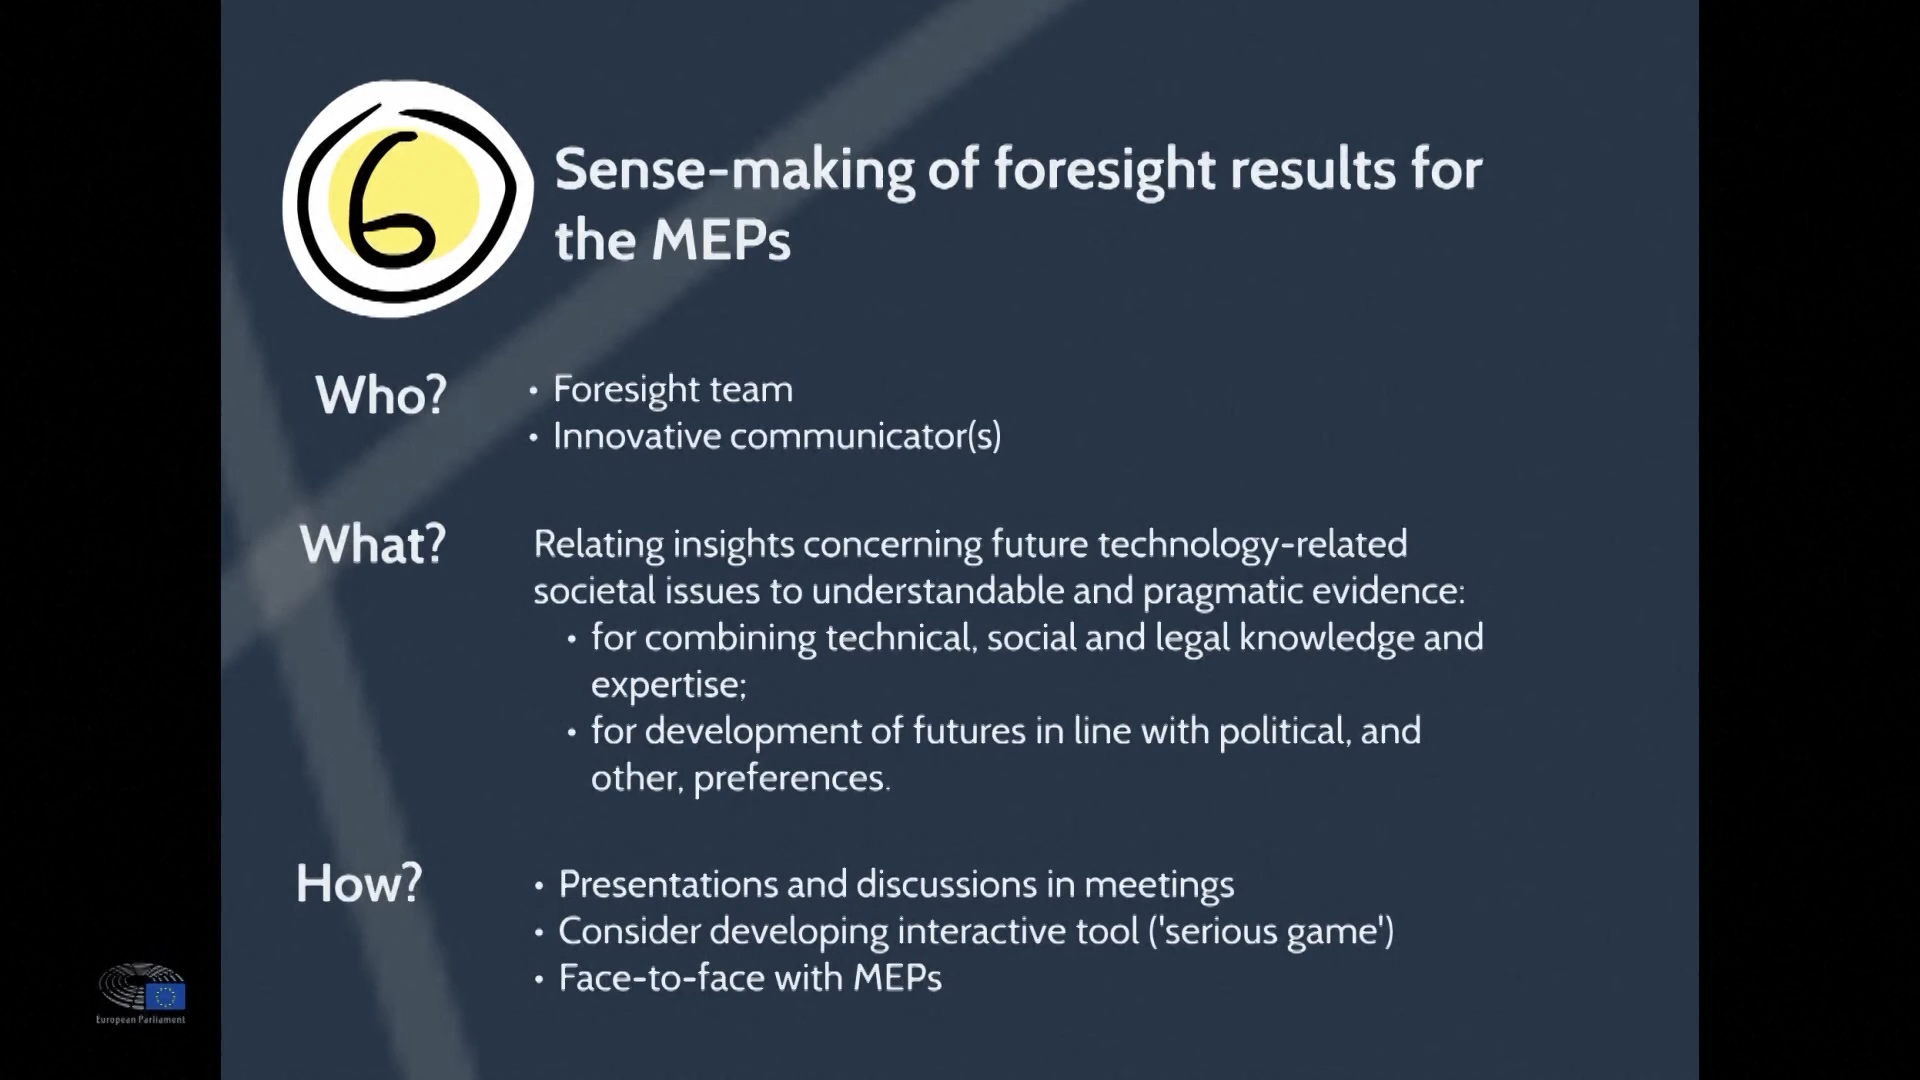 6
Sense-making of foresight results for
the MEPs
Who?
• Foresight team
• Innovative communicator(s)
What?
Relating insights concerning future technology-related
societal issues to understandable and pragmatic evidence:
• for combining technical, social and legal knowledge and
expertise;
• for development of futures in line with political, and
other, preferences.
How?
• Presentations and discussions in meetings
• Consider developing interactive tool ('serious game')
• Face-to-face with MEPs
European Parliament